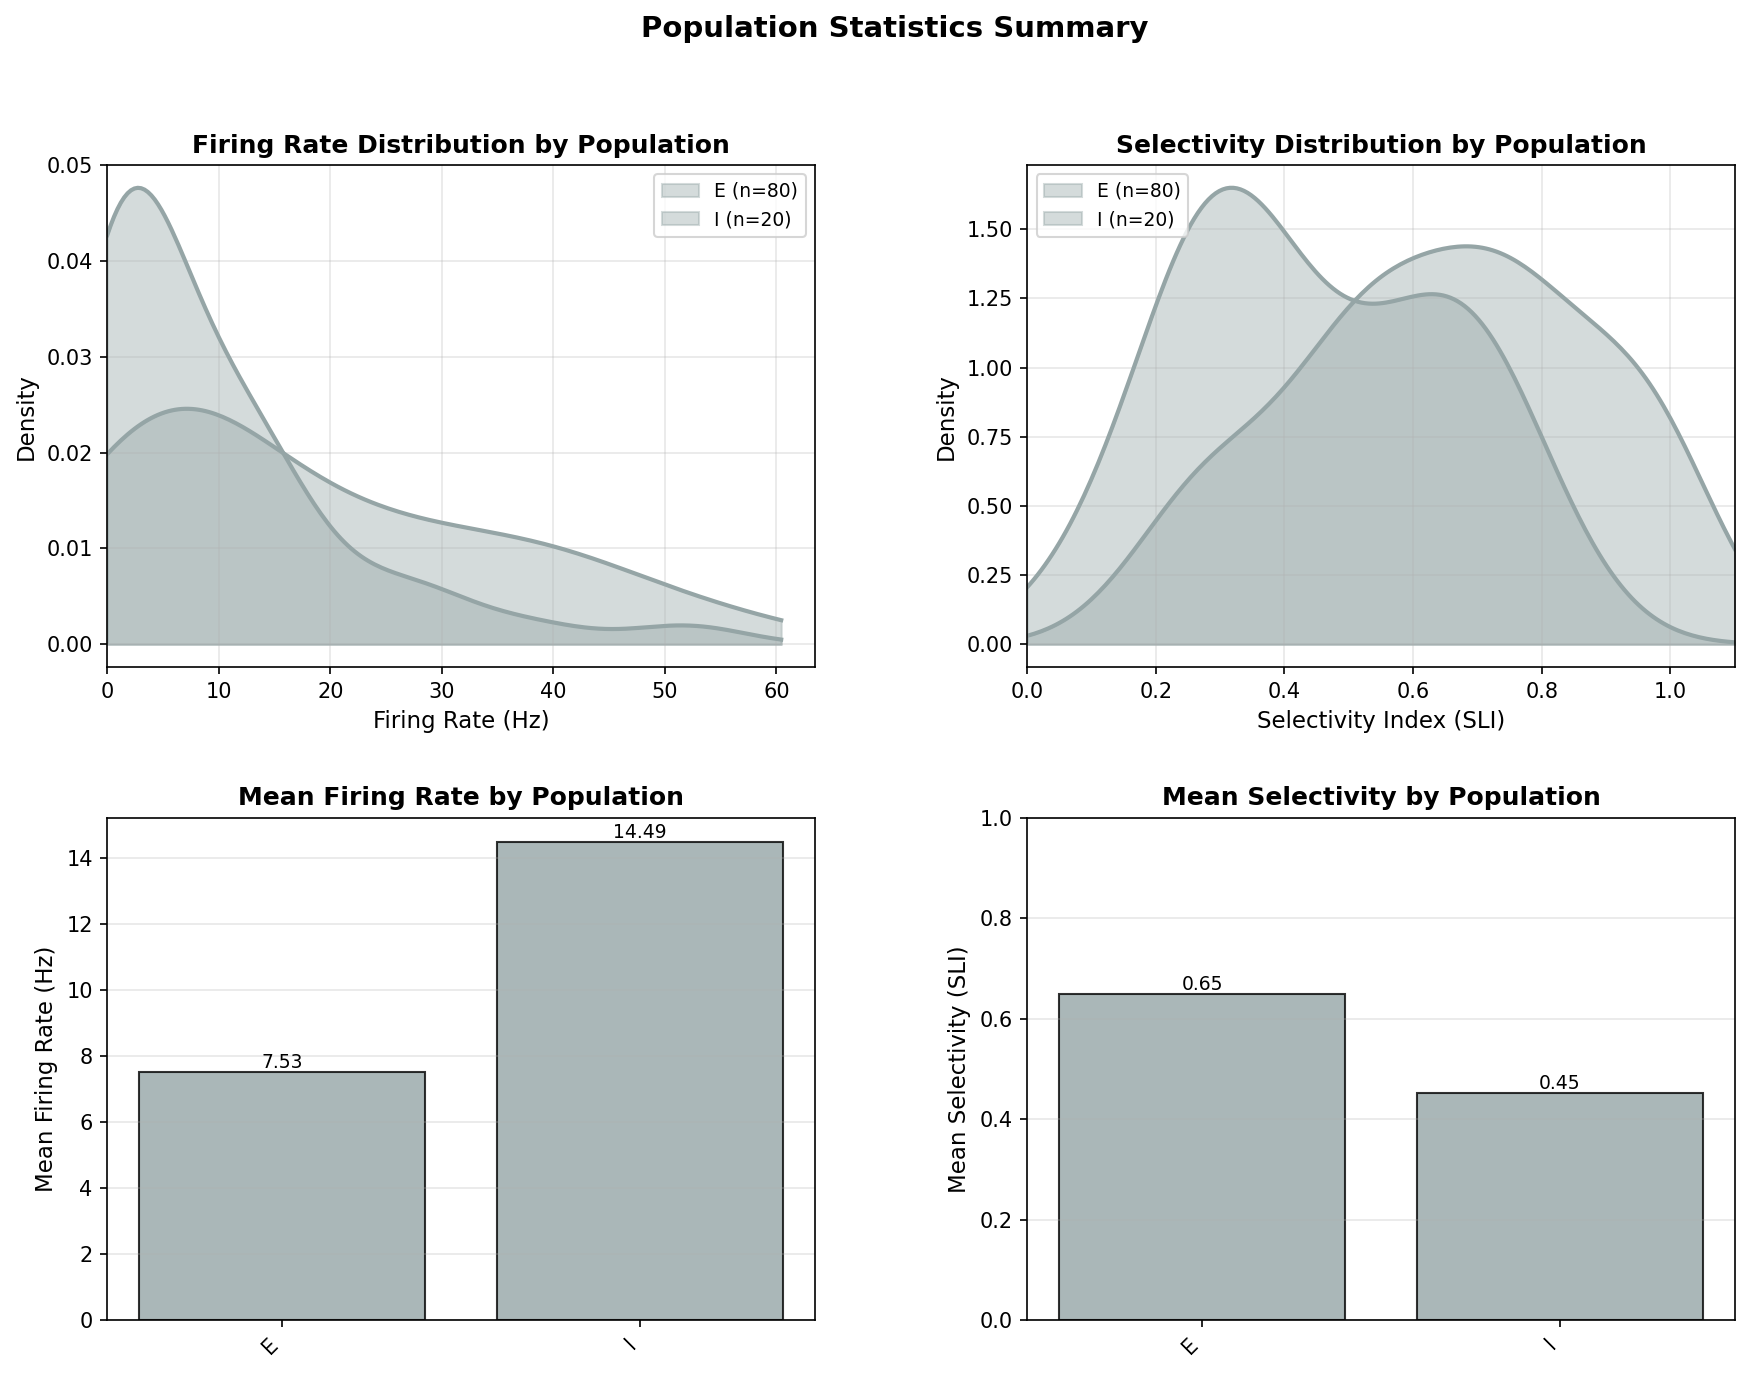 Population Statistics Summary
Firing Rate Distribution by Population
0.05
0.04
0.03
0.02
0.01
0.00
Density
E (n=80)
I (n=20)
0 10 20 30 40 50 60
Firing Rate (Hz)
Selectivity Distribution by Population
1.50
1.25
1.00
0.75
0.50
0.25
0.00
Density
E (n=80)
I (n=20)
0.0 0.2 0.4 0.6 0.8 1.0
Selectivity Index (SLI)
Mean Firing Rate by Population
14
12
10
8
6
4
2
0
Mean Firing Rate (Hz)
7.53
14.49
E I
Mean Selectivity by Population
1.0
0.8
0.6
0.4
0.2
0.0
Mean Selectivity (SLI)
0.65
0.45
E I